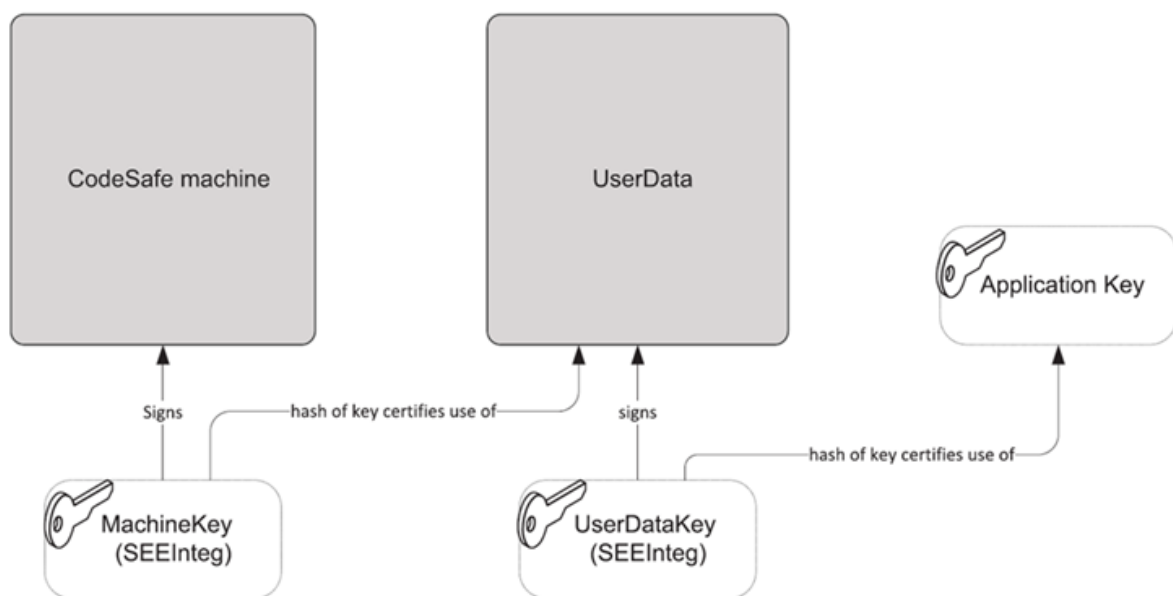 CodeSafe machine
UserData
Application Key
Signs
hash of key certifies use of
signs
hash of key certifies use of
MachineKey
(SEEInteg)
UserDataKey
(SEEInteg)